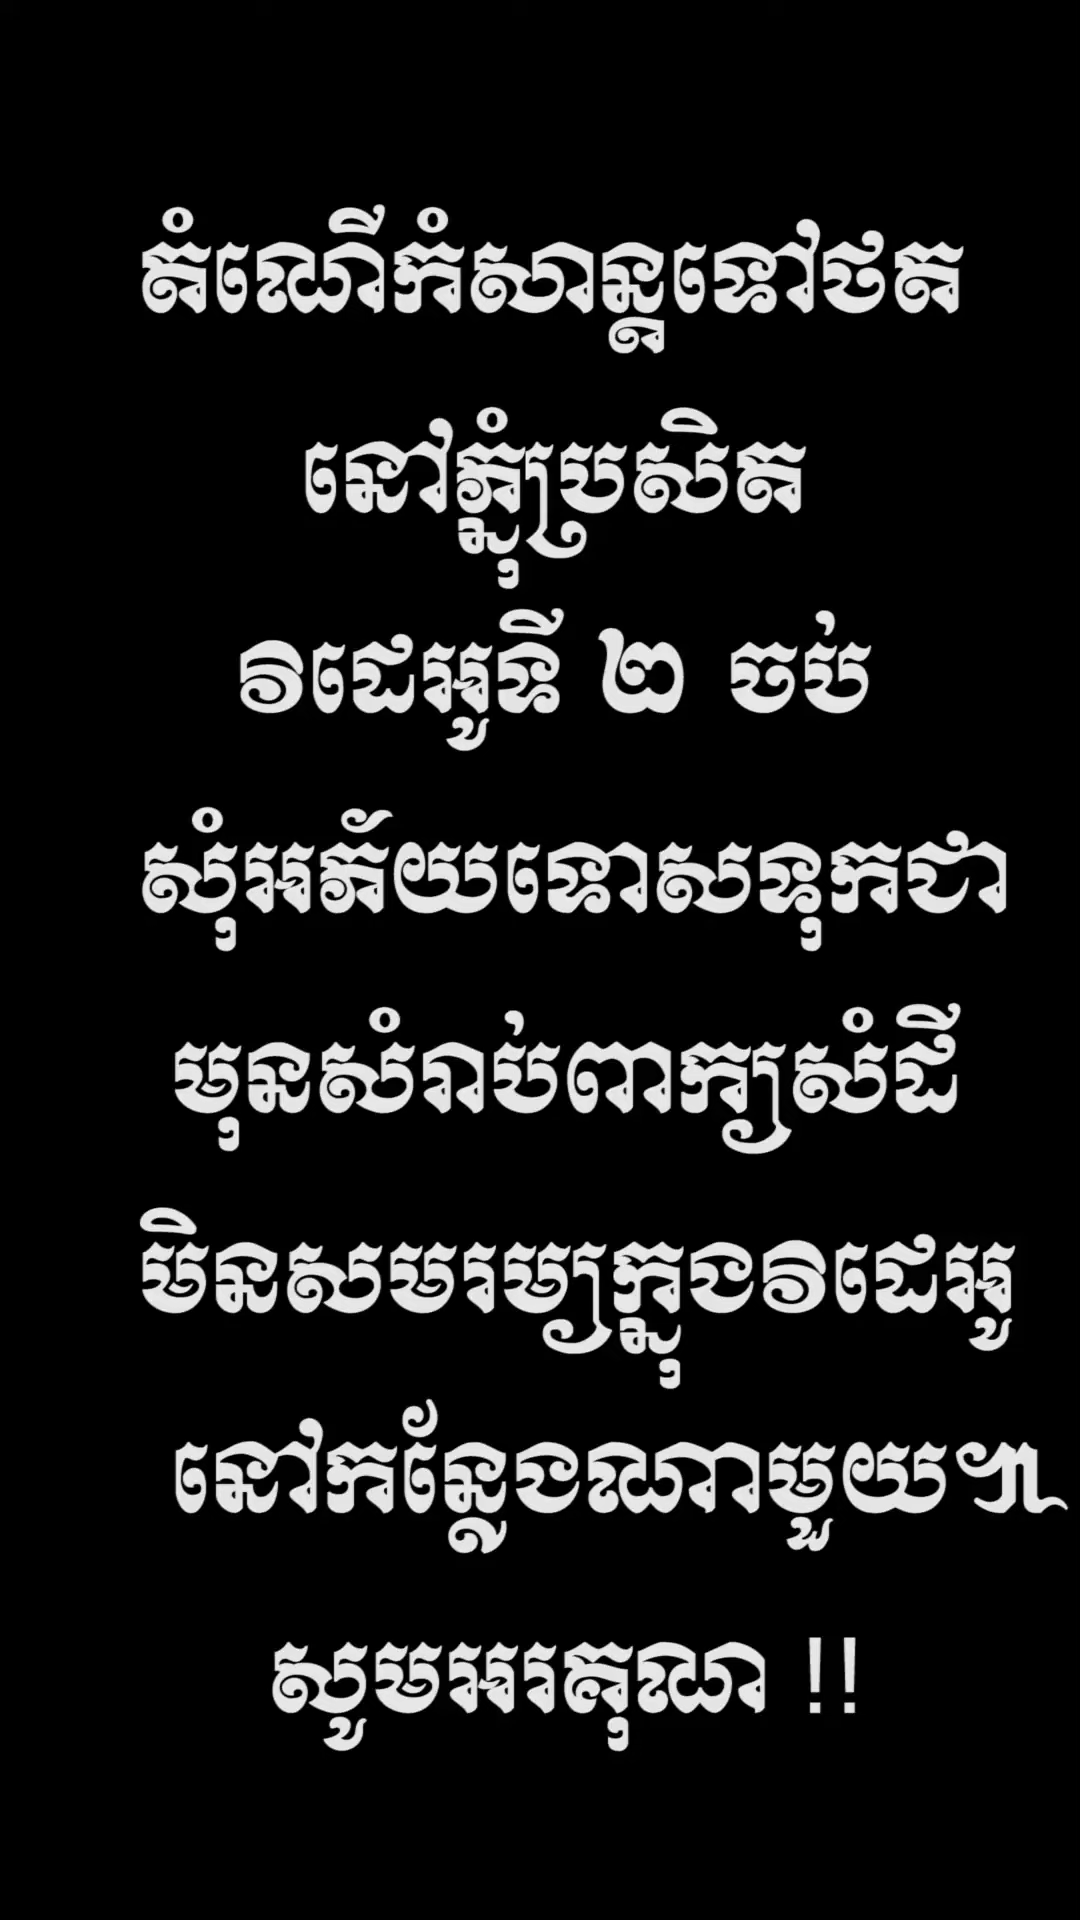 តំណើកំសាន្តទៅថត
នៅភ្នុំប្រសិត
វិដេអូទី ២ ចប់
សុំអភ័យទោសទុកជា
មុនសំរាប់ពាក្យសំដី
មិនសមរម្យក្នុងវិដេអូ
នៅកន្លែងណាមួយ៕
សូមអរគុណ !!